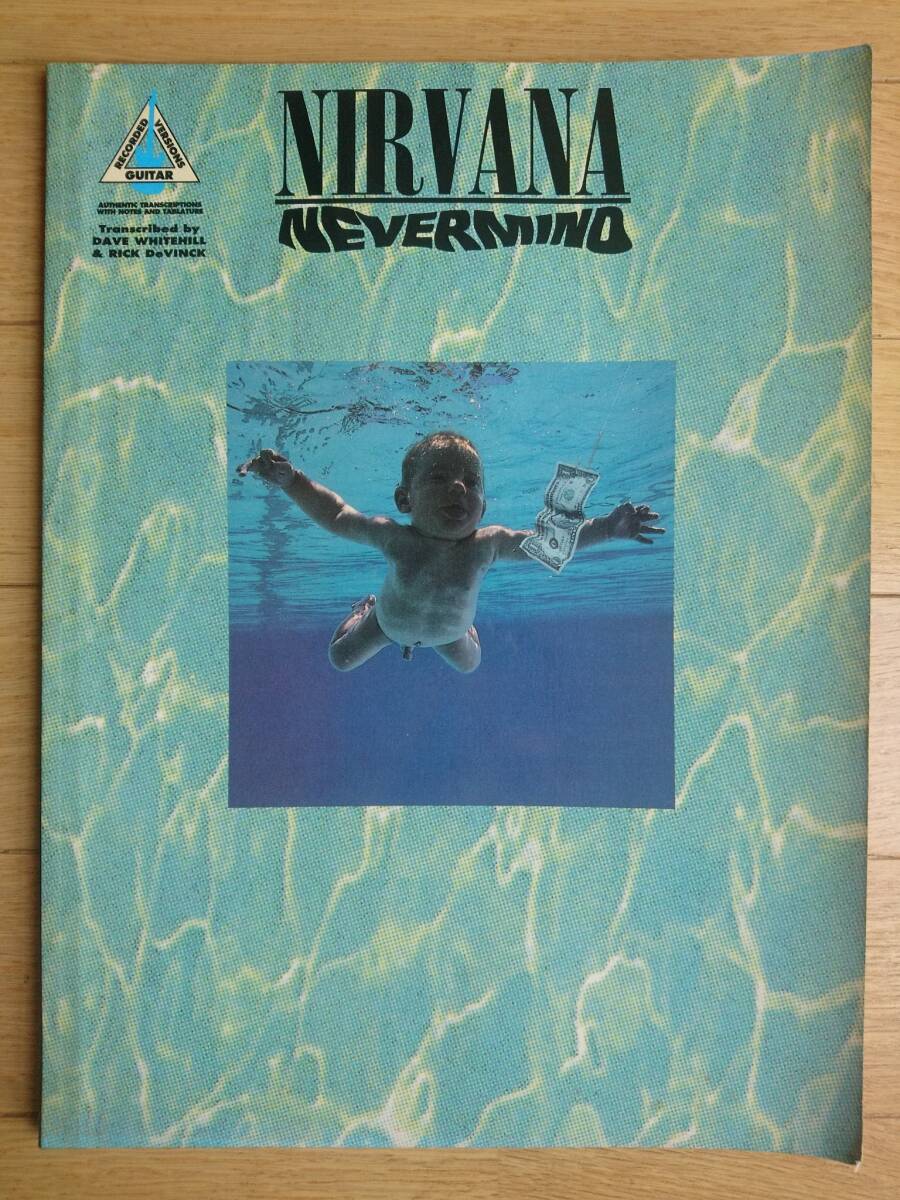 RECORDED VERSIONS
GUITAR
AUTHENTIC TRANSCRIPTIONS
WITH NOTES AND TABLATURE
Transcribed by
DAVE WHITEHILL
& RICK DeVINCK
NIRVANA
NEVERMIND